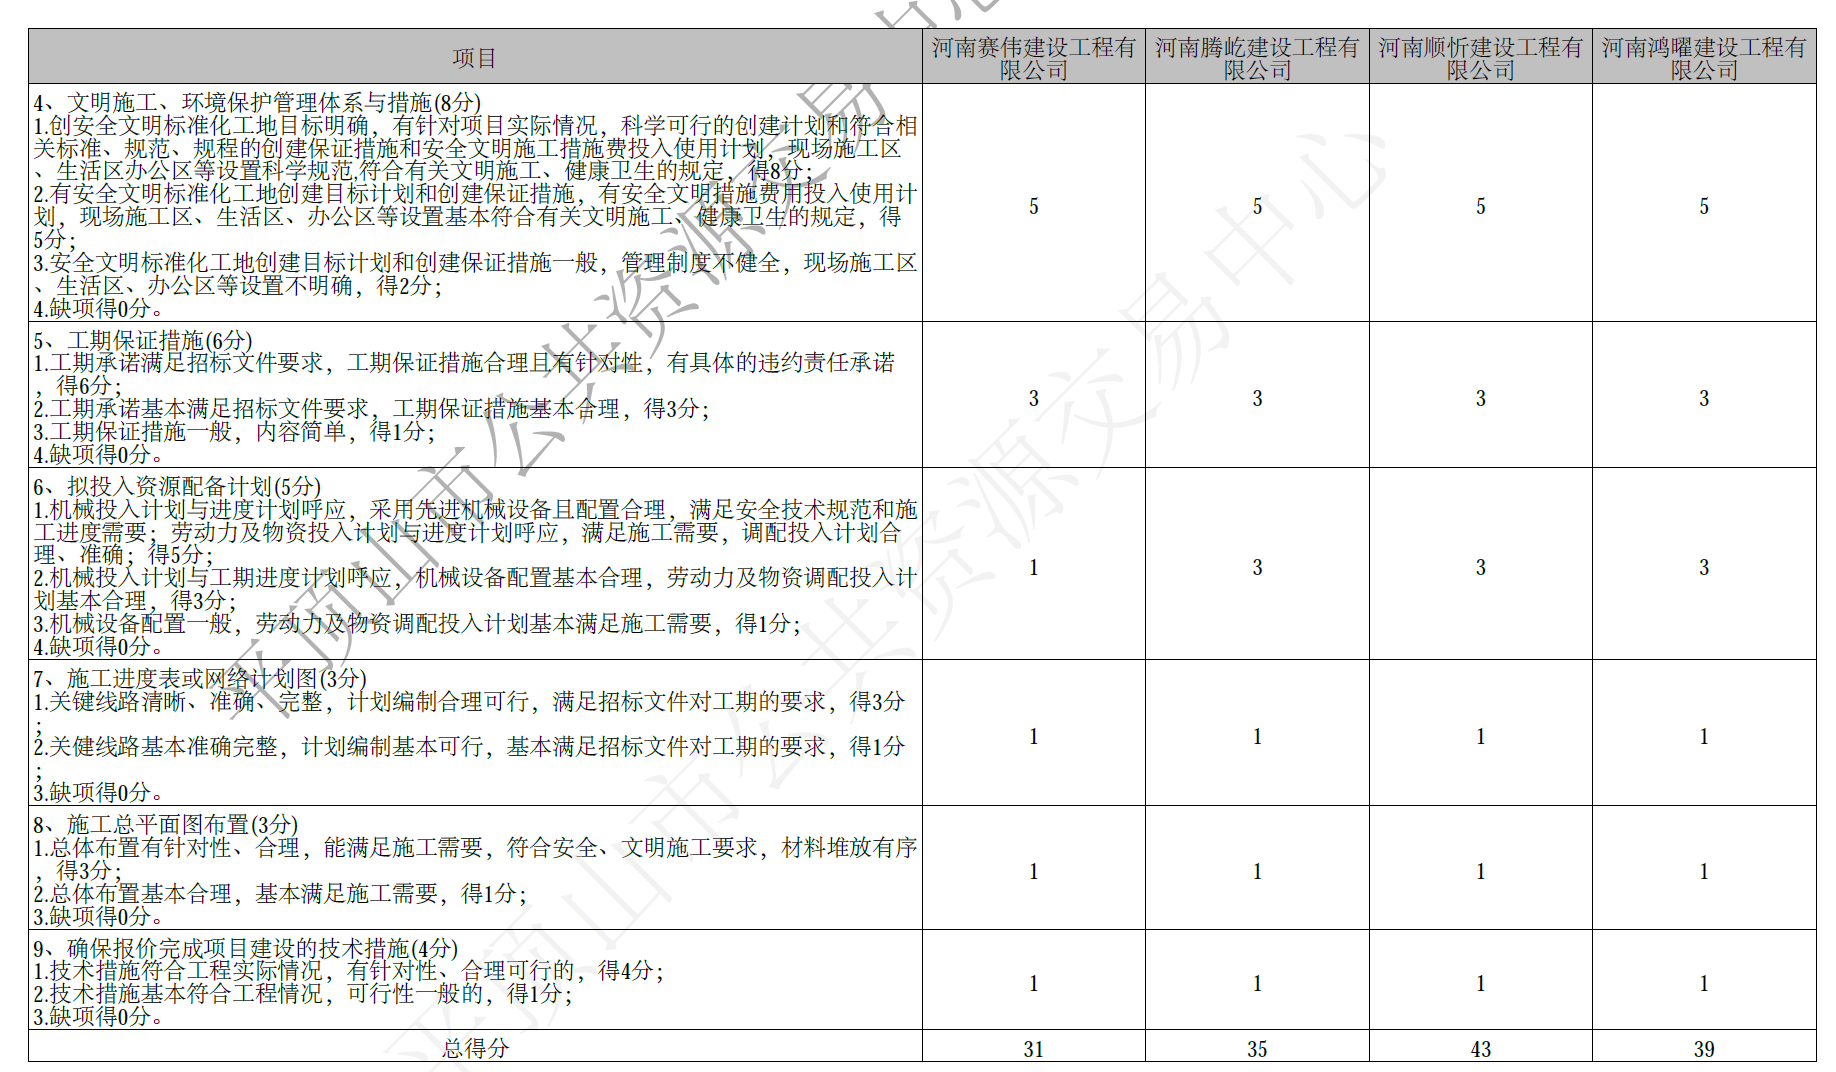 项目
河南赛伟建设工程有
限公司
河南腾屹建设工程有
限公司
河南顺忻建设工程有
限公司
河南鸿曜建设工程有
限公司
4、文明施工、环境保护管理体系与措施(8分)
1.创安全文明标准化工地目标明确，有针对项目实际情况，科学可行的创建计划和符合相
关标准、规范、规程的创建保证措施和安全文明施工措施费投入使用计划，现场施工区
、生活区办公区等设置科学规范,符合有关文明施工、健康卫生的规定，得8分；
2.有安全文明标准化工地创建目标计划和创建保证措施，有安全文明措施费用投入使用计
划，现场施工区、生活区、办公区等设置基本符合有关文明施工、健康卫生的规定，得
5分；
3.安全文明标准化工地创建目标计划和创建保证措施一般，管理制度不健全，现场施工区
、生活区、办公区等设置不明确，得2分；
4.缺项得0分。
5
5
5
5
5、工期保证措施(6分)
1.工期承诺满足招标文件要求，工期保证措施合理且有针对性，有具体的违约责任承诺
，得6分；
2.工期承诺基本满足招标文件要求，工期保证措施基本合理，得3分；
3.工期保证措施一般，内容简单，得1分；
4.缺项得0分。
3
3
3
3
6、拟投入资源配备计划(5分)
1.机械投入计划与进度计划呼应，采用先进机械设备且配置合理，满足安全技术规范和施
工进度需要；劳动力及物资投入计划与进度计划呼应，满足施工需要，调配投入计划合
理、准确；得5分；
2.机械投入计划与工期进度计划呼应，机械设备配置基本合理，劳动力及物资调配投入计
划基本合理，得3分；
3.机械设备配置一般，劳动力及物资调配投入计划基本满足施工需要，得1分；
4.缺项得0分。
1
3
3
3
7、施工进度表或网络计划图(3分)
1.关键线路清晰、准确、完整，计划编制合理可行，满足招标文件对工期的要求，得3分
；
2.关健线路基本准确完整，计划编制基本可行，基本满足招标文件对工期的要求，得1分
；
3.缺项得0分。
1
1
1
1
8、施工总平面图布置(3分)
1.总体布置有针对性、合理，能满足施工需要，符合安全、文明施工要求，材料堆放有序
，得3分；
2.总体布置基本合理，基本满足施工需要，得1分；
3.缺项得0分。
1
1
1
1
9、确保报价完成项目建设的技术措施(4分)
1.技术措施符合工程实际情况，有针对性、合理可行的，得4分；
2.技术措施基本符合工程情况，可行性一般的，得1分；
3.缺项得0分。
1
1
1
1
总得分
31
35
43
39
平顶山市公共资源交易中心
平顶山市公共资源交易中心